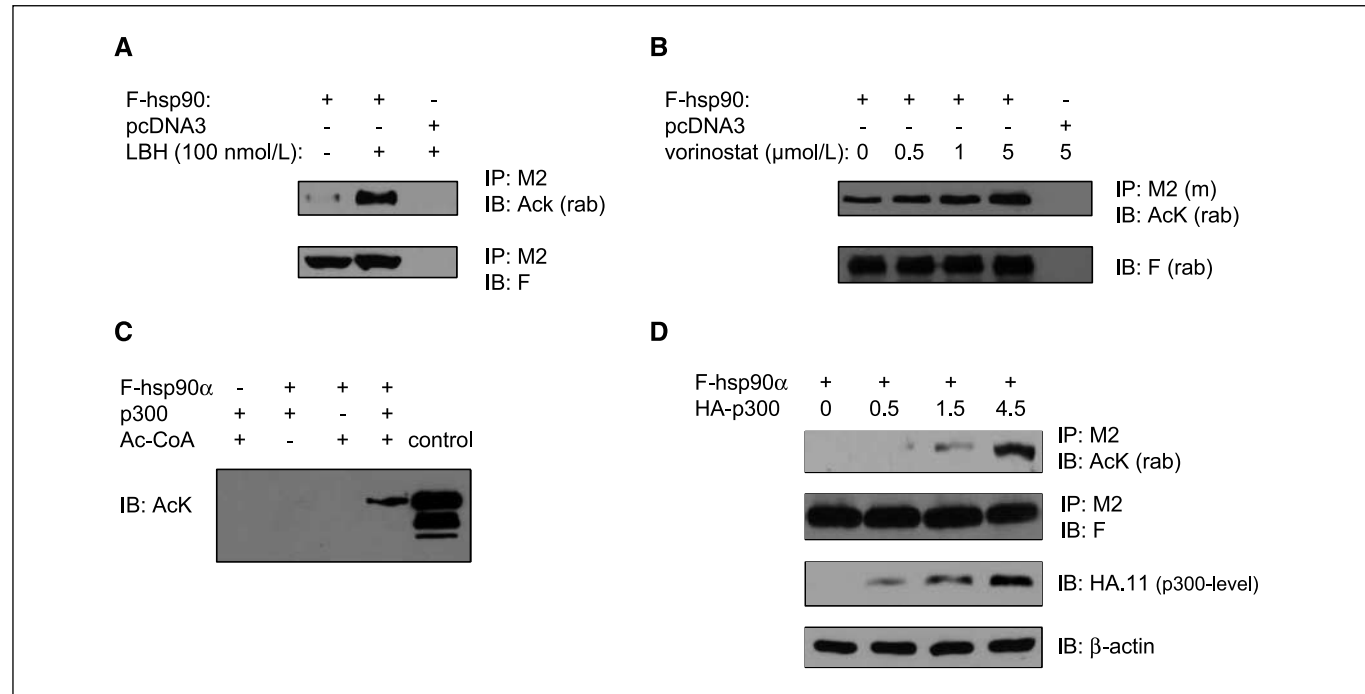 A
F-hsp90: + + -
pcDNA3 - - +
LBH (100 nmol/L): - + +
IP: M2
IB: Ack (rab)
IP: M2
IB: F
B
F-hsp90: + + + + -
pcDNA3 - - - - +
vorinostat (μmol/L): 0 0.5 1 5 5
IP: M2 (m)
IB: AcK (rab)
IB: F (rab)
C
F-hsp90α - + + +
p300 + + - +
Ac-CoA + - + + control
IB: AcK
D
F-hsp90α + + + +
HA-p300 0 0.5 1.5 4.5
IP: M2
IB: AcK (rab)
IP: M2
IB: F
IB: HA.11 (p300-level)
IB: β-actin